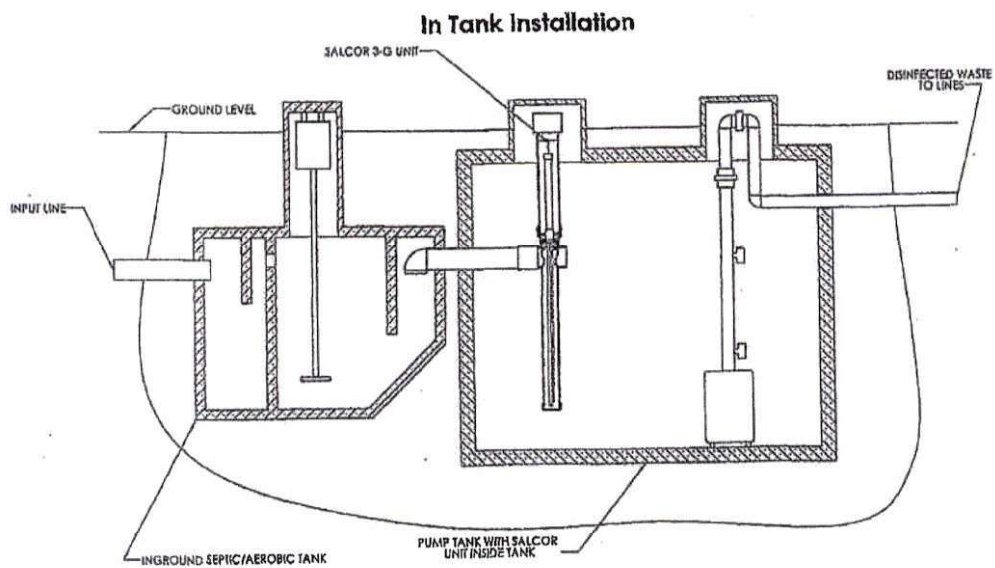 In Tank Installation
SALCOR 3-G UNIT
DISINFECTED WASTE
TO LINES
GROUND LEVEL
INPUT LINE
PUMP TANK WITH SALCOR
UNIT INSIDE TANK
INGROUND SEPTIC/AEROBIC TANK